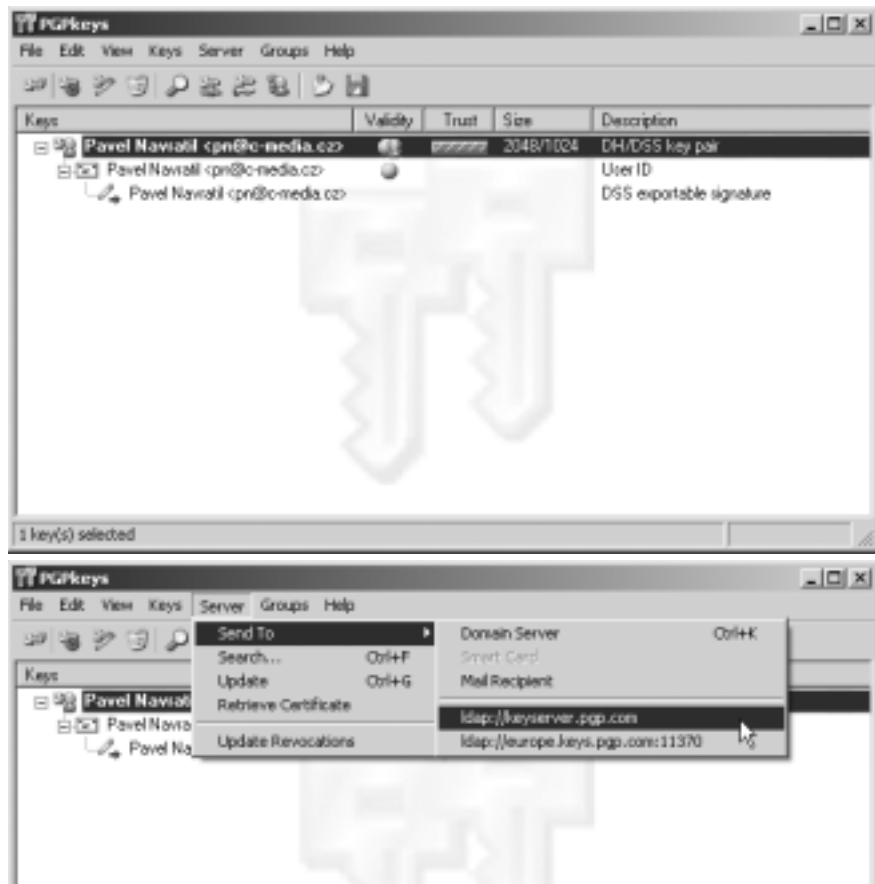 PGPkeys
File Edit View Keys Server Groups Help
Keys Validity Trust Size Description
Pavel Navratil <pn@c-media.cz> 2048/1024 DH/DSS key pair
Pavel Navratil <pn@c-media.cz> User ID
Pavel Navratil <pn@c-media.cz> DSS exportable signature
1 key(s) selected
PGPkeys
File Edit View Keys Server Groups Help
Send To
Search... Ctrl+F
Update Ctrl+G
Retrieve Certificate
Update Revocations
Domain Server Ctrl+K
Smart Card
Mail Recipient
ldap://keyserver.pgp.com
ldap://europe.keys.pgp.com:11370
Keys
Pavel Navrat
Pavel Navra
Pavel Na